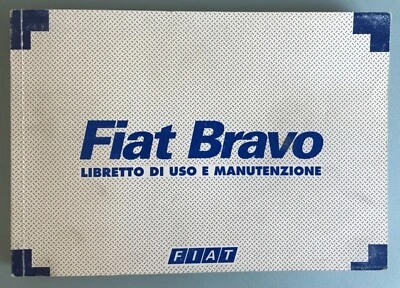 Fiat Bravo
LIBRETTO DI USO E MANUTENZIONE
FIAT